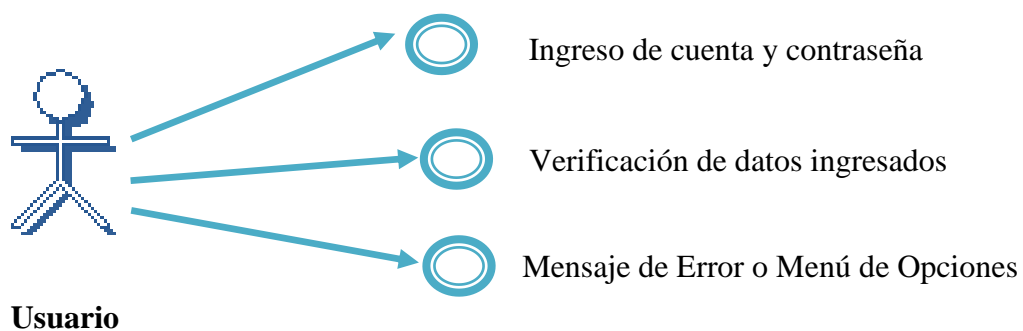 Ingreso de cuenta y contraseña
Verificación de datos ingresados
Mensaje de Error o Menú de Opciones
Usuario